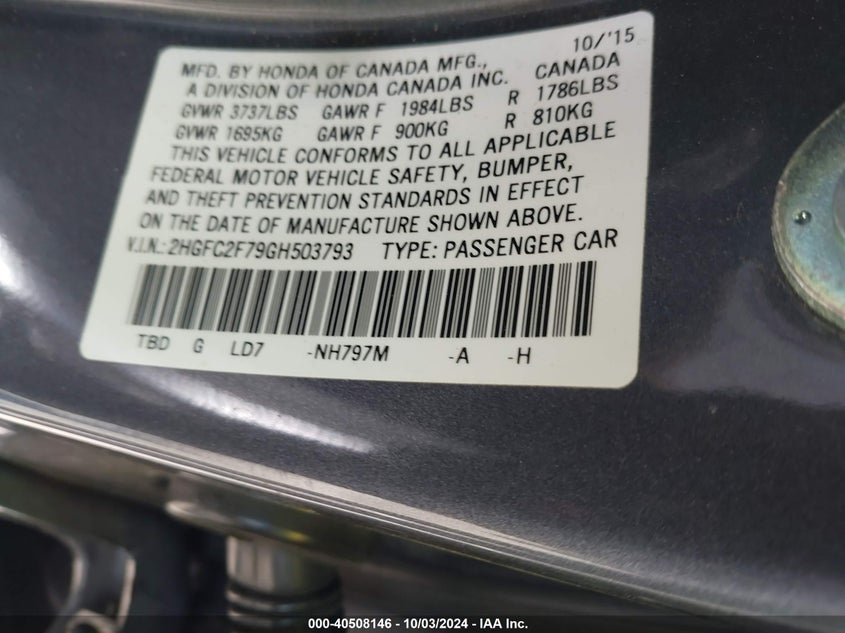 10/'15
MFD. BY HONDA OF CANADA MFG., CANADA
A DIVISION OF HONDA CANADA INC.
GVWR 3737LBS GAWR F 1984LBS R 1786LBS
GVWR 1695KG GAWR F 900KG R 810KG
THIS VEHICLE CONFORMS TO ALL APPLICABLE
FEDERAL MOTOR VEHICLE SAFETY, BUMPER,
AND THEFT PREVENTION STANDARDS IN EFFECT
ON THE DATE OF MANUFACTURE SHOWN ABOVE.
V.I.N.: 2HGFC2F79GH503793 TYPE: PASSENGER CAR
TBD G LD7 -NH797M -A -H
000-40508146 - 10/03/2024 - IAA Inc.